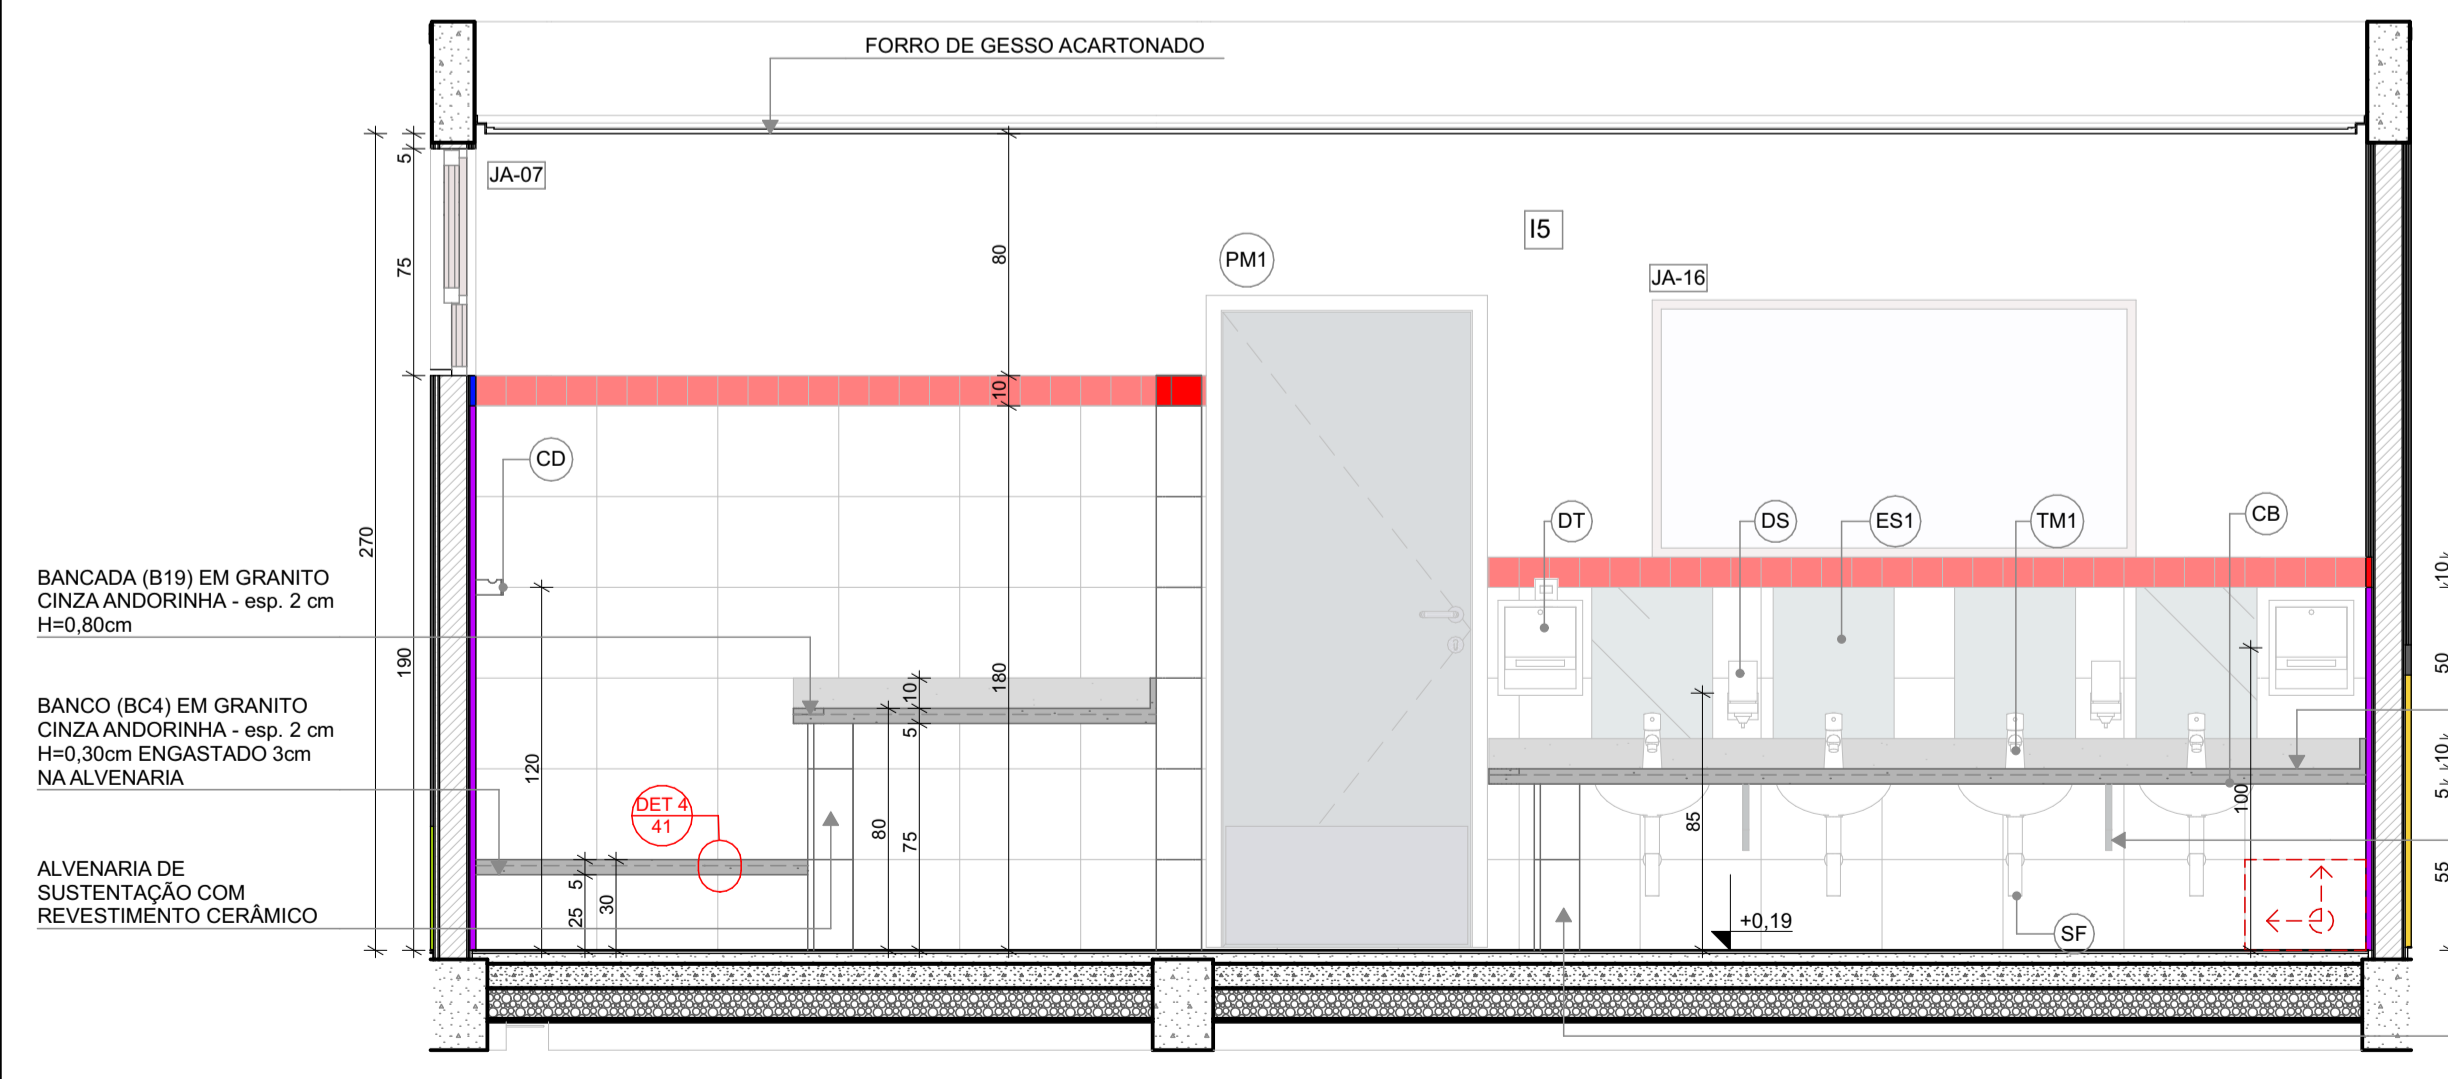 FORRO DE GESSO ACARTONADO
5
JA-07
75
80
PM1
I5
JA-16
10
CD
DT
DS
ES1
TM1
CB
270
10
BANCADA (B19) EM GRANITO
CINZA ANDORINHA - esp. 2 cm
H=0,80cm
190
180
10
50
BANCO (BC4) EM GRANITO
CINZA ANDORINHA - esp. 2 cm
H=0,30cm ENGASTADO 3cm
NA ALVENARIA
5
10
120
100
5
DET 4
41
80
75
85
ALVENARIA DE
SUSTENTAÇÃO COM
REVESTIMENTO CERÂMICO
5
25
30
55
+0,19
SF